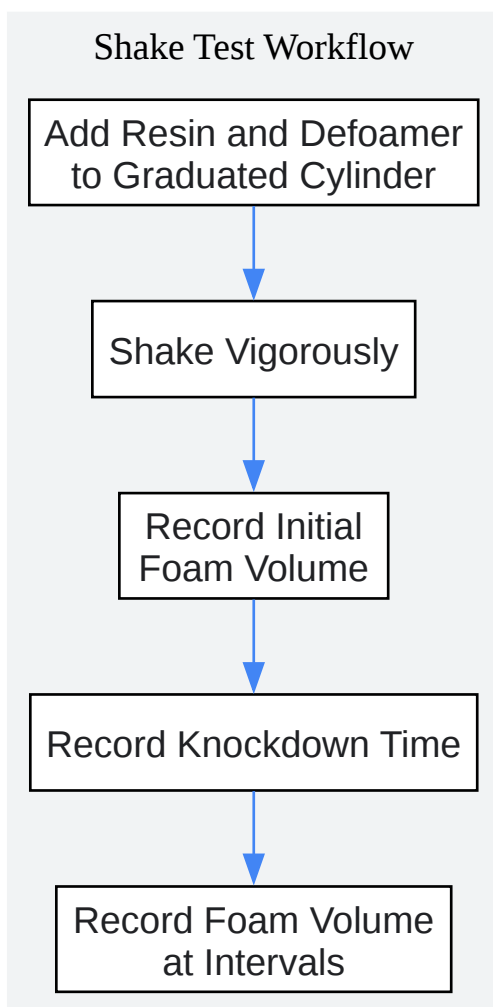 Shake Test Workflow
Add Resin and Defoamer
to Graduated Cylinder
Shake Vigorously
Record Initial
Foam Volume
Record Knockdown Time
Record Foam Volume
at Intervals